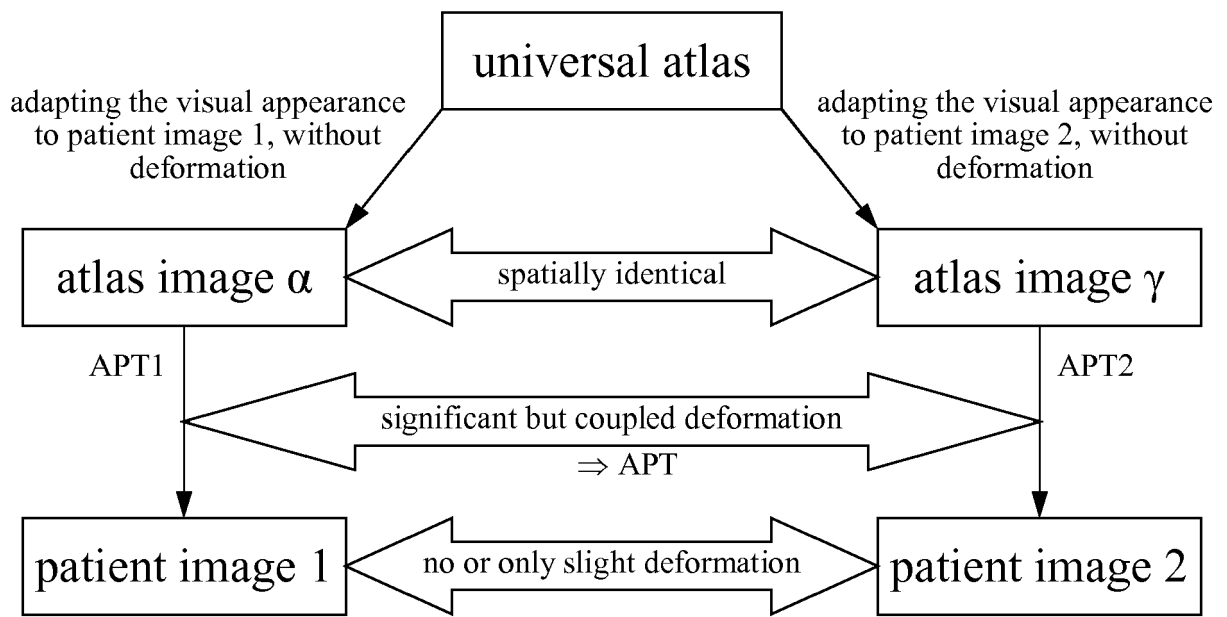 universal atlas
adapting the visual appearance
to patient image 1, without
deformation
adapting the visual appearance
to patient image 2, without
deformation
atlas image α
spatially identical
atlas image γ
APT1
APT2
significant but coupled deformation
⇒ APT
patient image 1
no or only slight deformation
patient image 2